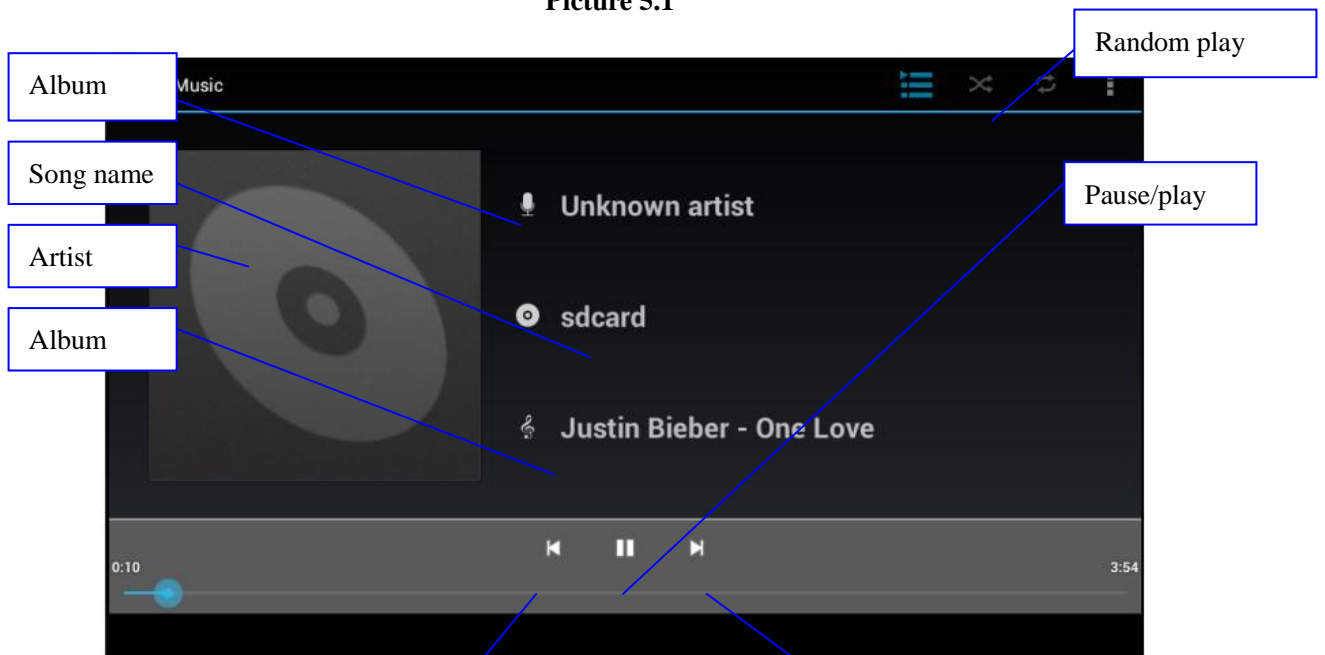 Picture 5.1
Random play
Album
Music
Song name
Unknown artist
Pause/play
Artist
sdcard
Album
Justin Bieber - One Love
0:10
3:54